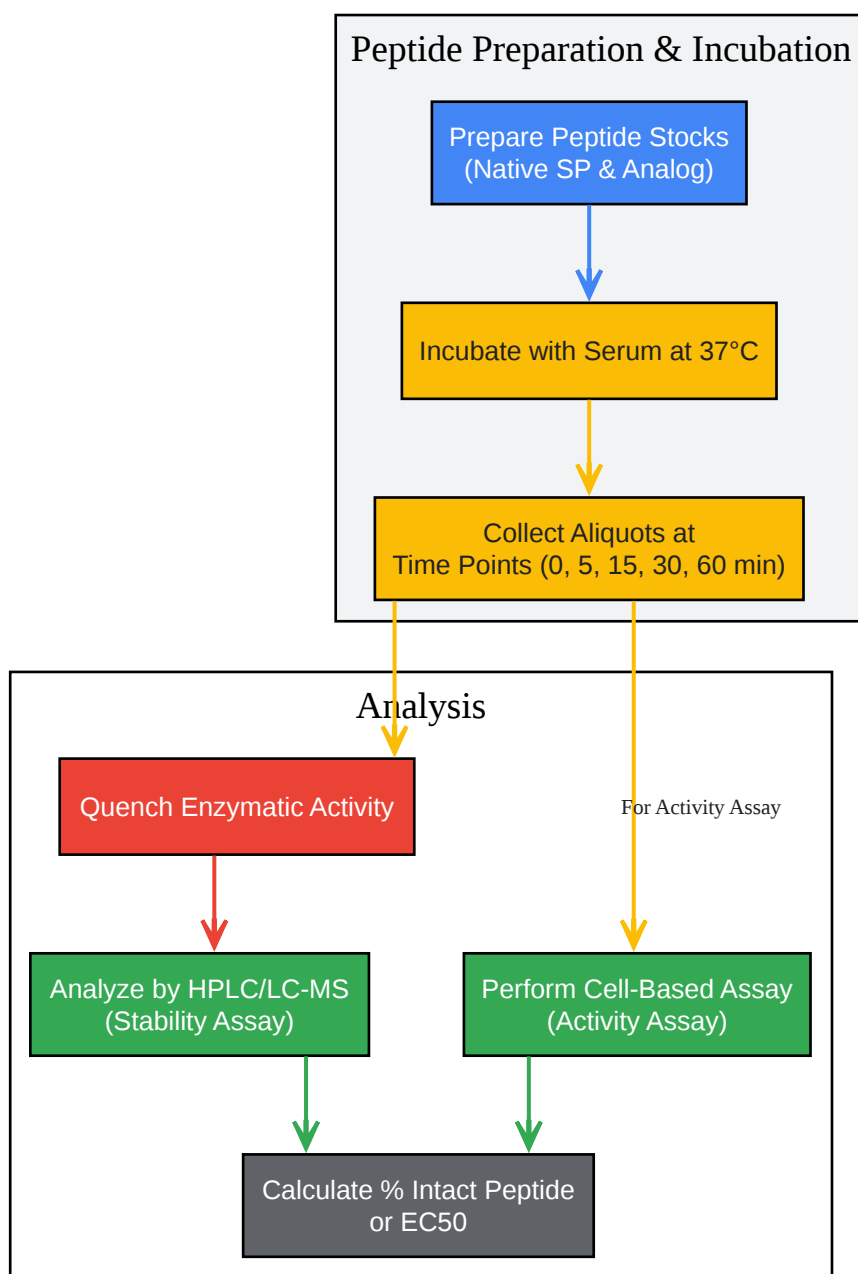 Peptide Preparation & Incubation
Prepare Peptide Stocks
(Native SP & Analog)
Incubate with Serum at 37°C
Collect Aliquots at
Time Points (0, 5, 15, 30, 60 min)
Analysis
Quench Enzymatic Activity
For Activity Assay
Analyze by HPLC/LC-MS
(Stability Assay)
Perform Cell-Based Assay
(Activity Assay)
Calculate % Intact Peptide
or EC50